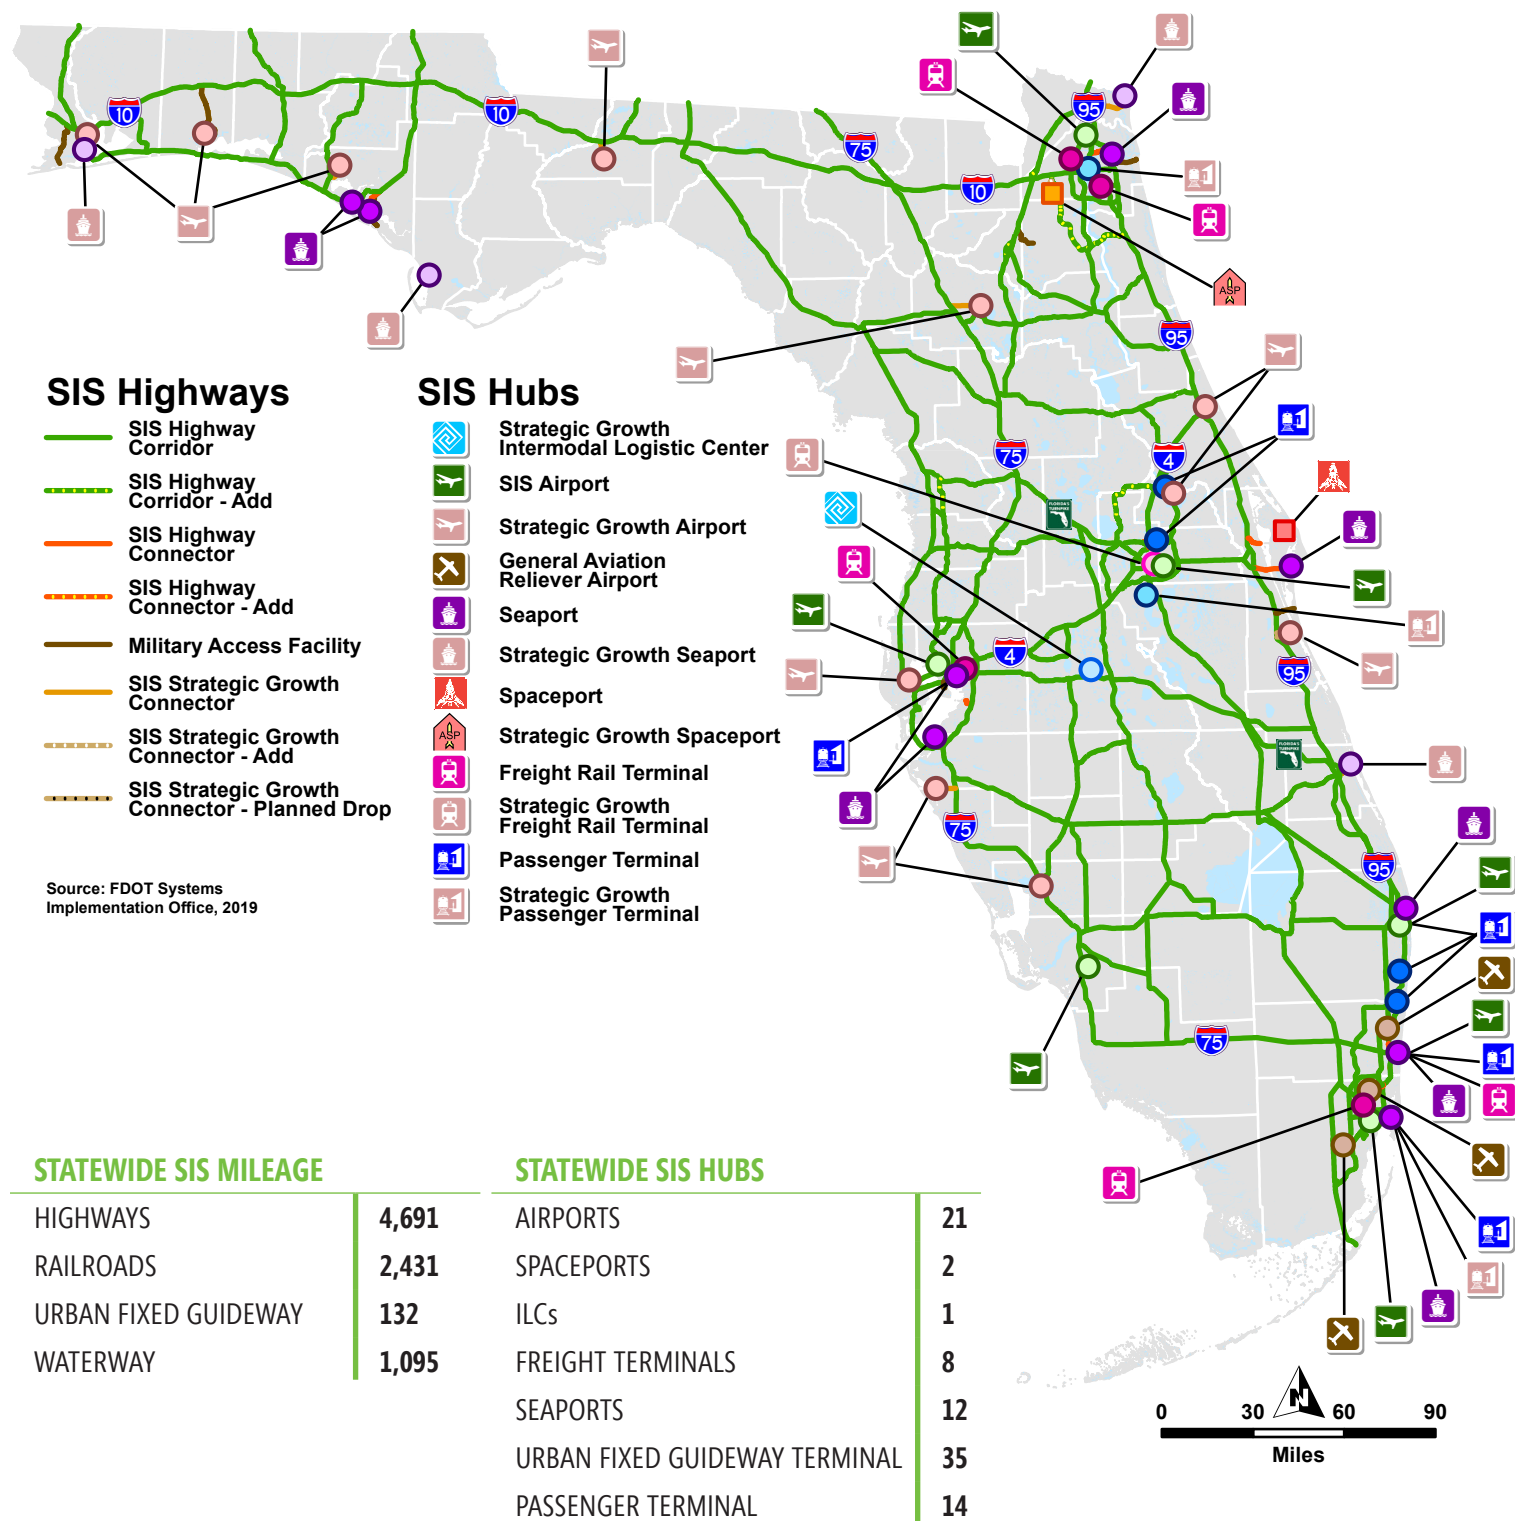 10
10
75
10
95
ASP
95
75
4
FLORIDA'S
TURNPIKE
4
95
FLORIDA'S
TURNPIKE
75
95
75
SIS Highways
SIS Highway
Corridor
SIS Highway
Corridor - Add
SIS Highway
Connector
SIS Highway
Connector - Add
Military Access Facility
SIS Strategic Growth
Connector
SIS Strategic Growth
Connector - Add
SIS Strategic Growth
Connector - Planned Drop
Source: FDOT Systems
Implementation Office, 2019
SIS Hubs
Strategic Growth
Intermodal Logistic Center
SIS Airport
Strategic Growth Airport
General Aviation
Reliever Airport
Seaport
Strategic Growth Seaport
Spaceport
ASP
Strategic Growth Spaceport
Freight Rail Terminal
Strategic Growth
Freight Rail Terminal
Passenger Terminal
Strategic Growth
Passenger Terminal
STATEWIDE SIS MILEAGE
HIGHWAYS 4,691
RAILROADS 2,431
URBAN FIXED GUIDEWAY 132
WATERWAY 1,095
STATEWIDE SIS HUBS
AIRPORTS 21
SPACEPORTS 2
ILCs 1
FREIGHT TERMINALS 8
SEAPORTS 12
URBAN FIXED GUIDEWAY TERMINAL 35
PASSENGER TERMINAL 14
N
0 30 60 90
Miles